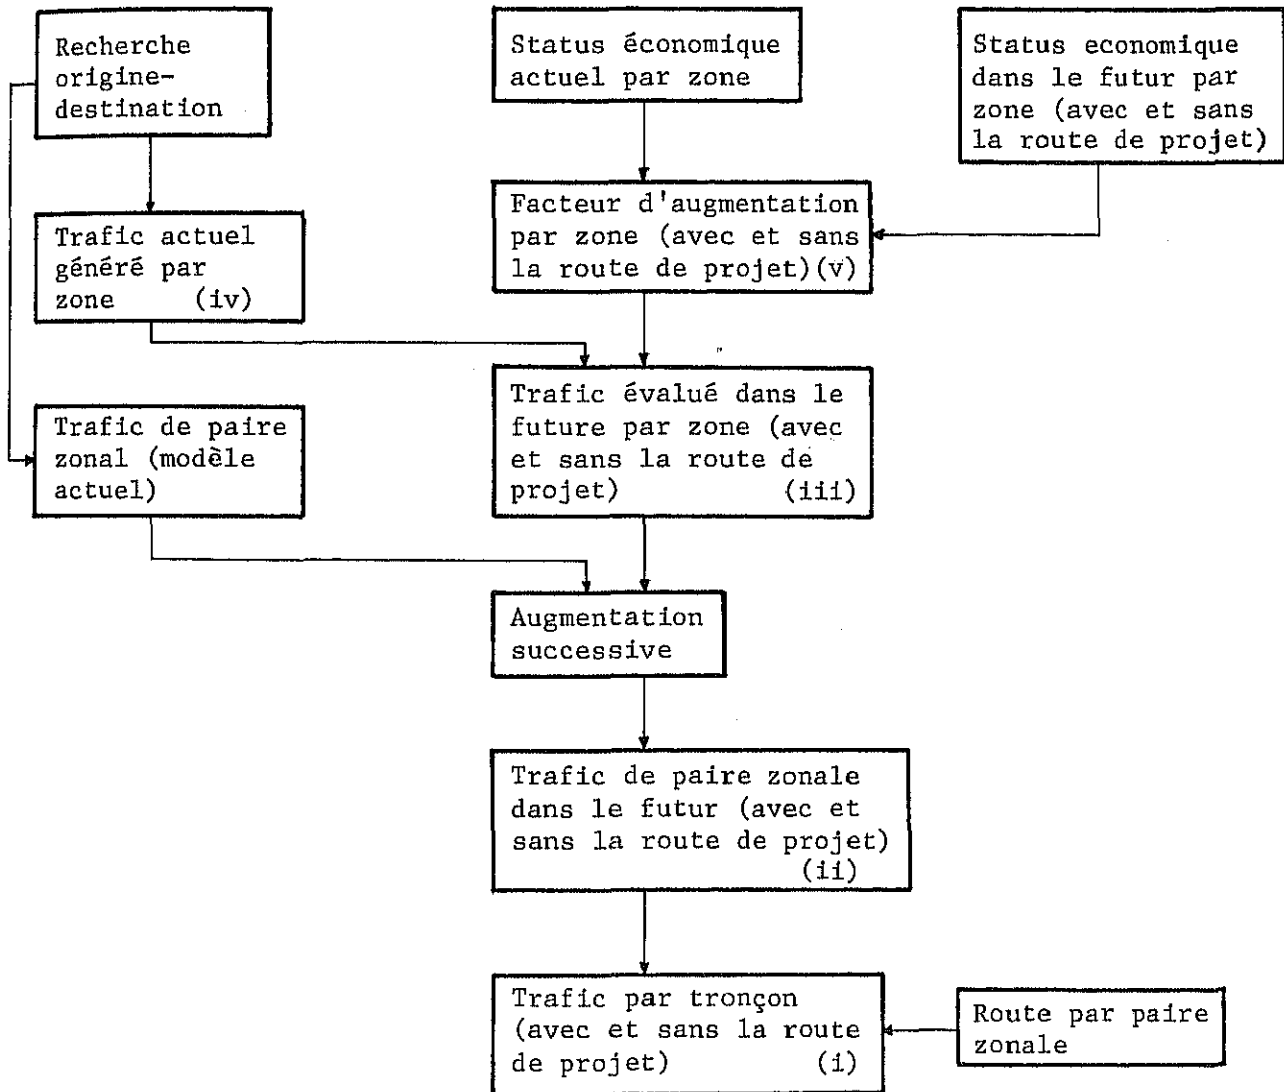 Recherche
origine-
destination
Status économique
actuel par zone
Status economique
dans le futur par
zone (avec et sans
la route de projet)
Trafic actuel
généré par
zone (iv)
Facteur d'augmentation
par zone (avec et sans
la route de projet)(v)
Trafic de paire
zonal (modèle
actuel)
Trafic évalué dans le
future par zone (avec
et sans la route de
projet) (iii)
Augmentation
successive
Trafic de paire zonale
dans le futur (avec et
sans la route de projet)
(ii)
Trafic par tronçon
(avec et sans la route
de projet) (i)
Route par paire
zonale